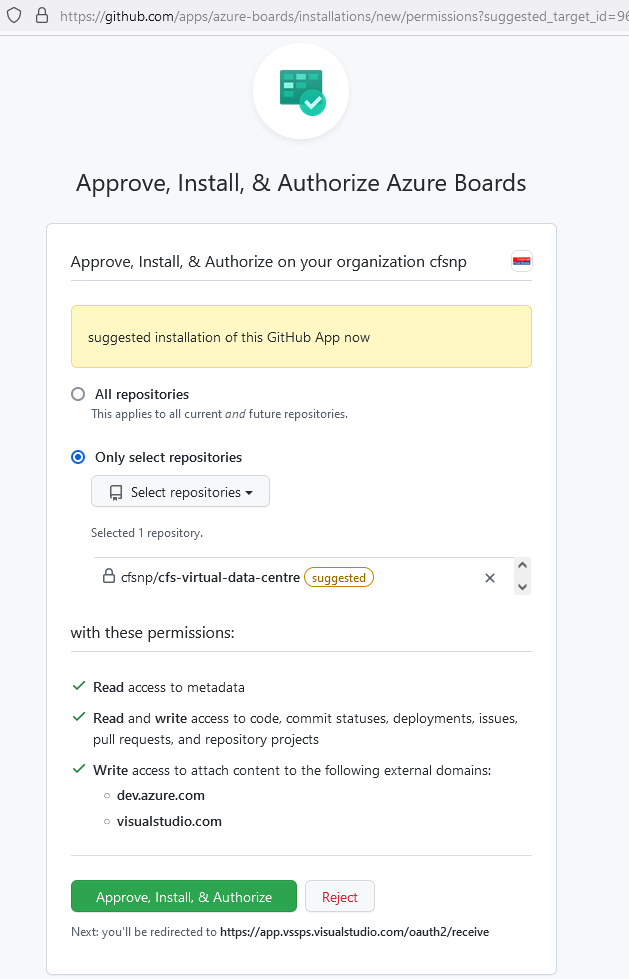 https://github.com/apps/azure-boards/installations/new/permissions?suggested_target_id=96
Approve, Install, & Authorize Azure Boards
Approve, Install, & Authorize on your organization cfsnp
suggested installation of this GitHub App now
All repositories
This applies to all current and future repositories.
Only select repositories
Select repositories
Selected 1 repository.
cfsnp/cfs-virtual-data-centre suggested
with these permissions:
Read access to metadata
Read and write access to code, commit statuses, deployments, issues,
pull requests, and repository projects
Write access to attach content to the following external domains:
dev.azure.com
visualstudio.com
Approve, Install, & Authorize Reject
Next: you'll be redirected to https://app.vssps.visualstudio.com/oauth2/receive